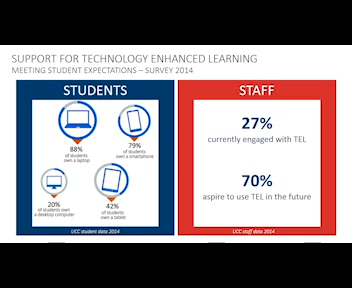 SUPPORT FOR TECHNOLOGY ENHANCED LEARNING
MEETING STUDENT EXPECTATIONS – SURVEY 2014
STUDENTS
88%
of students
own a laptop
79%
of students
own a smartphone
20%
of students own
a desktop computer
42%
of students
own a tablet
UCC student data 2014
STAFF
27%
currently engaged with TEL
70%
aspire to use TEL in the future
UCC staff data 2014